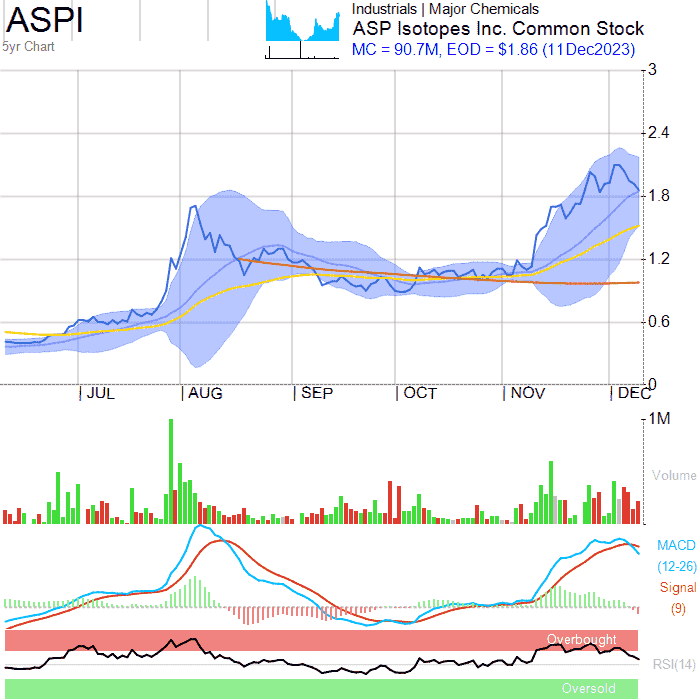 ASPI
5yr Chart
Industrials | Major Chemicals
ASP Isotopes Inc. Common Stock
MC = 90.7M, EOD = $1.86 (11Dec2023)
3
2.4
1.8
1.2
0.6
0
JUL
AUG
SEP
OCT
NOV
DEC
1M
Volume
MACD
(12-26)
Signal
(9)
Overbought
RSI(14)
Oversold